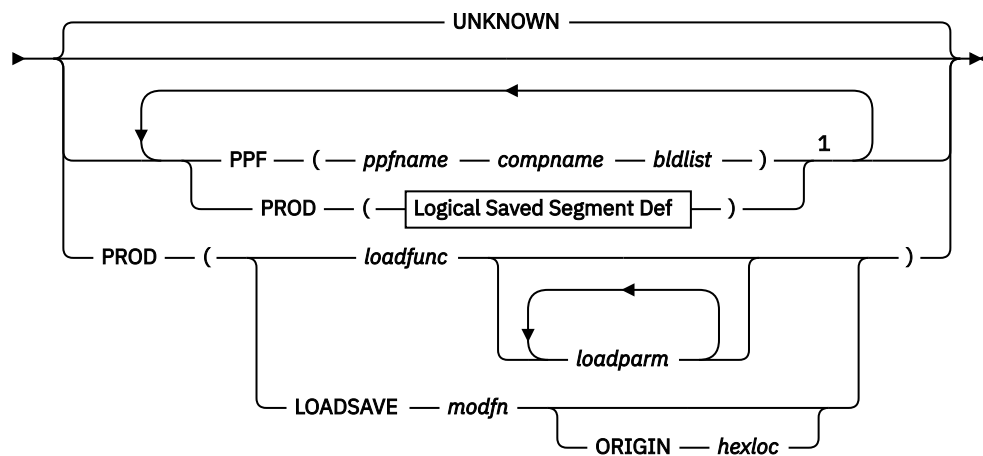 UNKNOWN
1
PPF ( ppfname compname bldlist )
PROD ( Logical Saved Segment Def )
PROD ( loadfunc )
loadparm
LOADSAVE modfn
ORIGIN hexloc